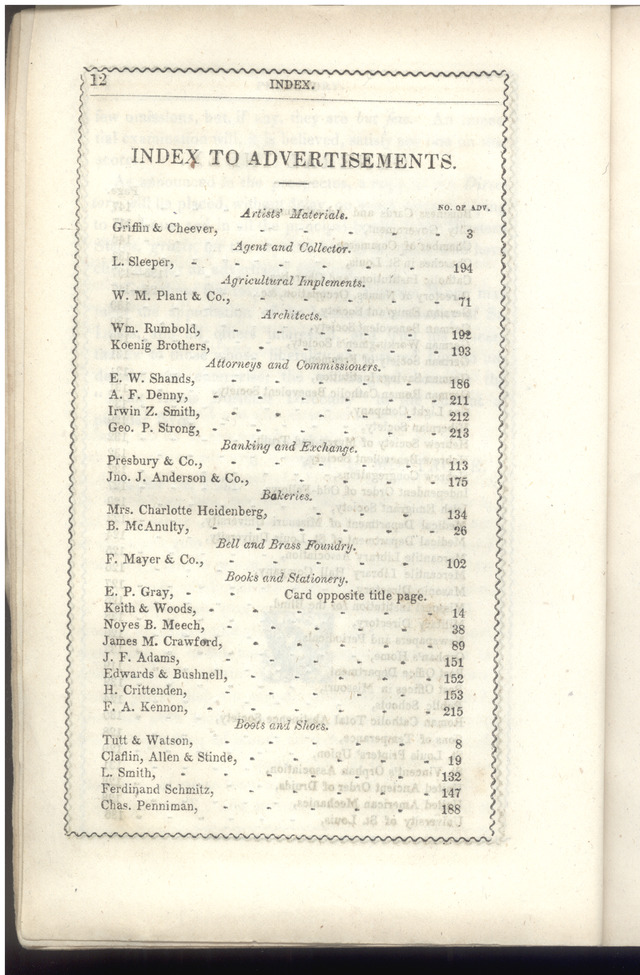 12
INDEX.
INDEX TO ADVERTISEMENTS.
NO. OF ADV.
Artists' Materials.
Griffin & Cheever, - - - - - - 3
Agent and Collector.
L. Sleeper, - - - - - - - 194
Agricultural Implements.
W. M. Plant & Co., - - - - - 71
Architects.
Wm. Rumbold, - - - - - - 192
Koenig Brothers, - - - - - - 193
Attorneys and Commissioners.
E. W. Shands, - - - - - 186
A. F. Denny, - - - - - - 211
Irwin Z. Smith, - - - - - 212
Geo. P. Strong, - - - - - - 213
Banking and Exchange.
Presbury & Co., - - - - - - 113
Jno. J. Anderson & Co., - - - - - 175
Bakeries.
Mrs. Charlotte Heidenberg, - - - - 134
B. McAnulty, - - - - - - 26
Bell and Brass Foundry.
F. Mayer & Co., - - - - - - 102
Books and Stationery.
E. P. Gray, - - Card opposite title page.
Keith & Woods, - - - - - - 14
Noyes B. Meech, - - - - - - 38
James M. Crawford, - - - - - 89
J. F. Adams, - - - - - - 151
Edwards & Bushnell, - - - - - 152
H. Crittenden, - - - - - 153
F. A. Kennon, - - - - - - 215
Boots and Shoes.
Tutt & Watson, - - - - - - 8
Claflin, Allen & Stinde, - - - - - 19
L. Smith, - - - - - - 132
Ferdinand Schmitz, - - - - - 147
Chas. Penniman, - - - - - - 188